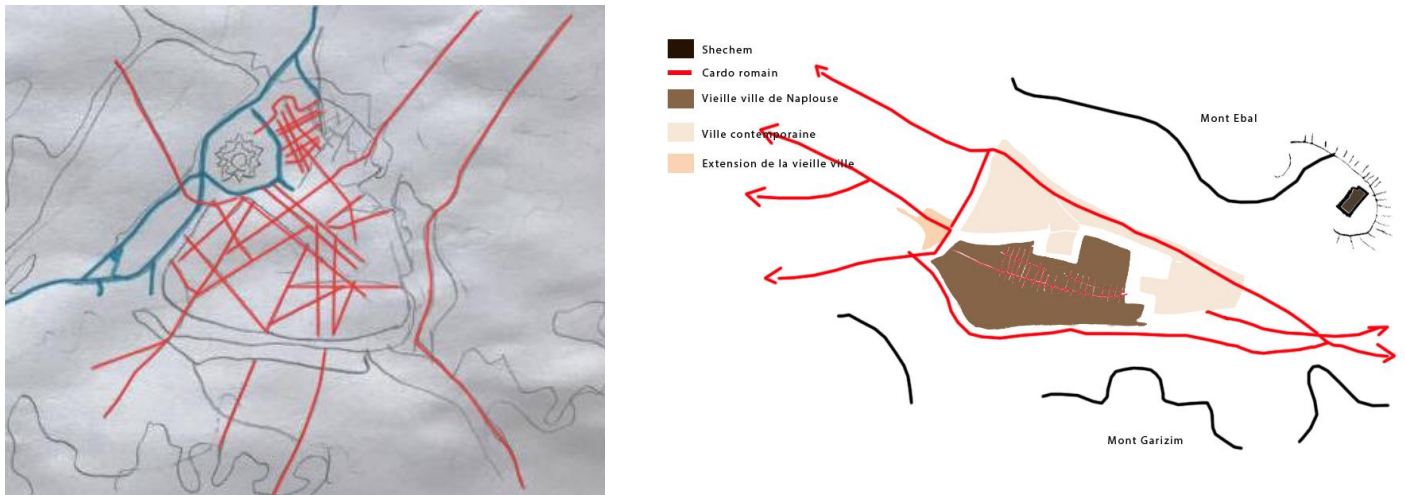 Shechem
Cardo romain
Vieille ville de Naplouse
Ville contemporaine
Extension de la vieille ville
Mont Ebal
Mont Garizim